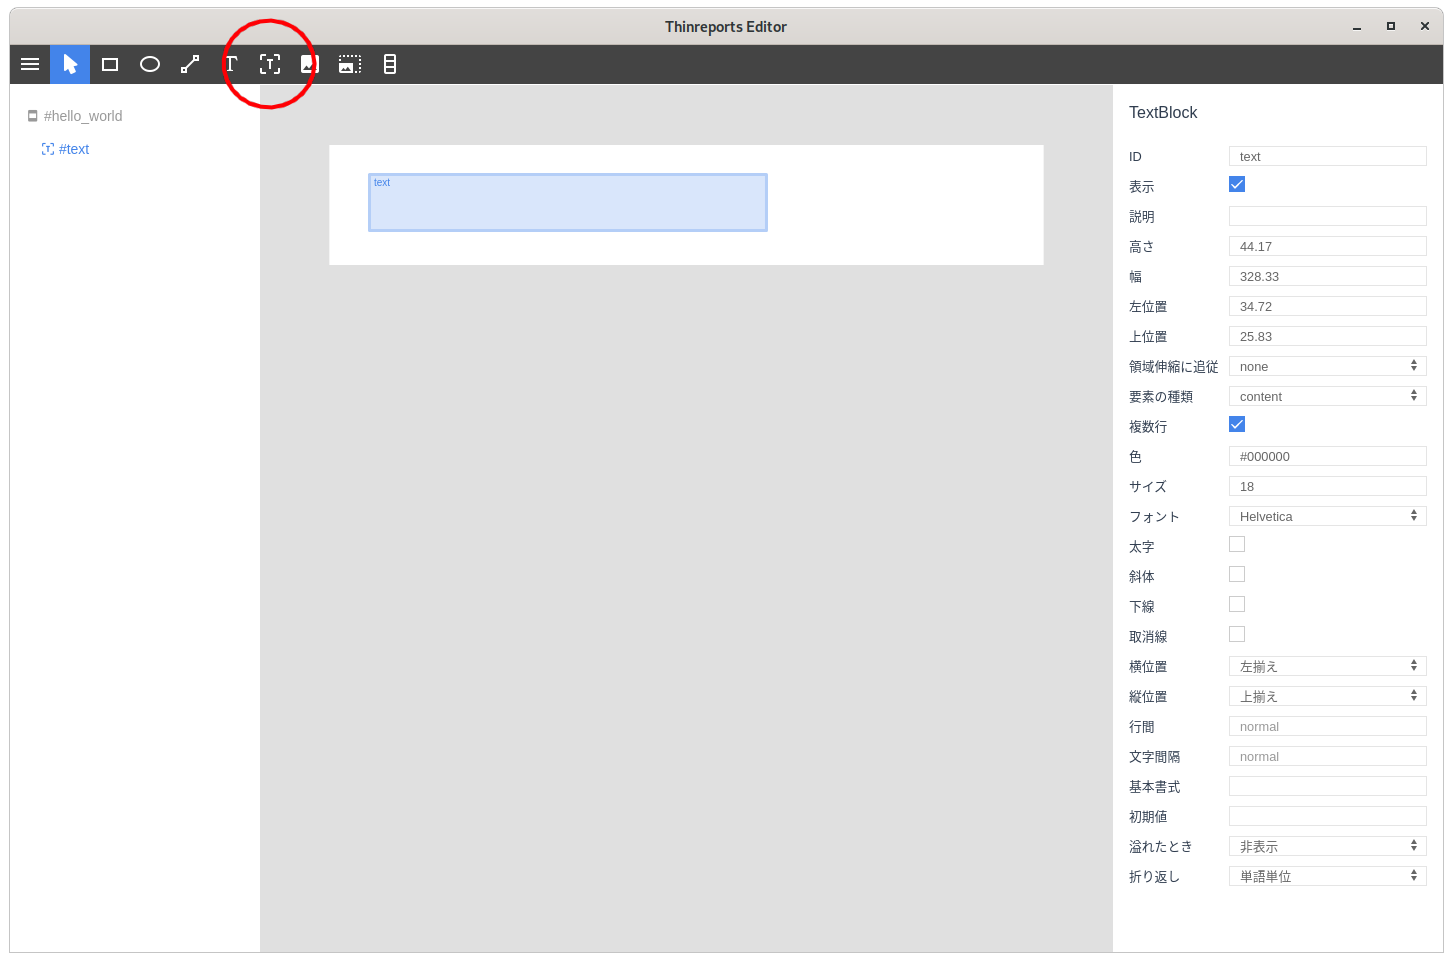 Thinreports Editor
T
T
#hello_world
#text
text
TextBlock
ID text
表示
説明
高さ 44.17
幅 328.33
左位置 34.72
上位置 25.83
領域伸縮に追従 none
要素の種類 content
複数行
色 #000000
サイズ 18
フォント Helvetica
太字
斜体
下線
取消線
横位置 左揃え
縦位置 上揃え
行間 normal
文字間隔 normal
基本書式
初期値
溢れたとき 非表示
折り返し 単語単位